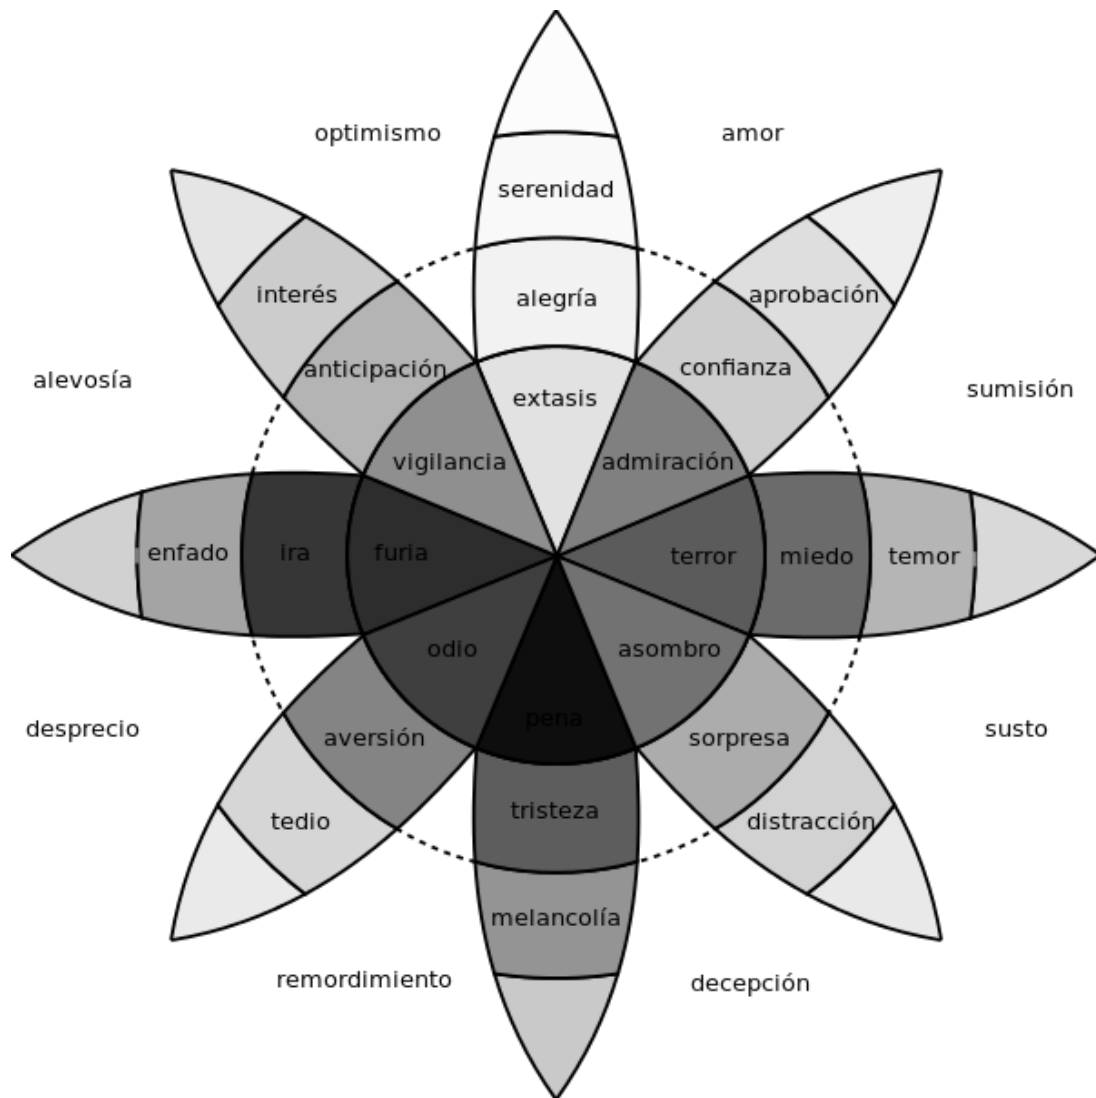 optimismo
amor
serenidad
interés
alegría
aprobación
anticipación
confianza
alevosía
extasis
sumisión
vigilancia
admiración
enfado
ira
furia
terror
miedo
temor
odio
asombro
desprecio
pena
susto
aversión
sorpresa
tristeza
tedio
distracción
melancolía
remordimiento
decepción